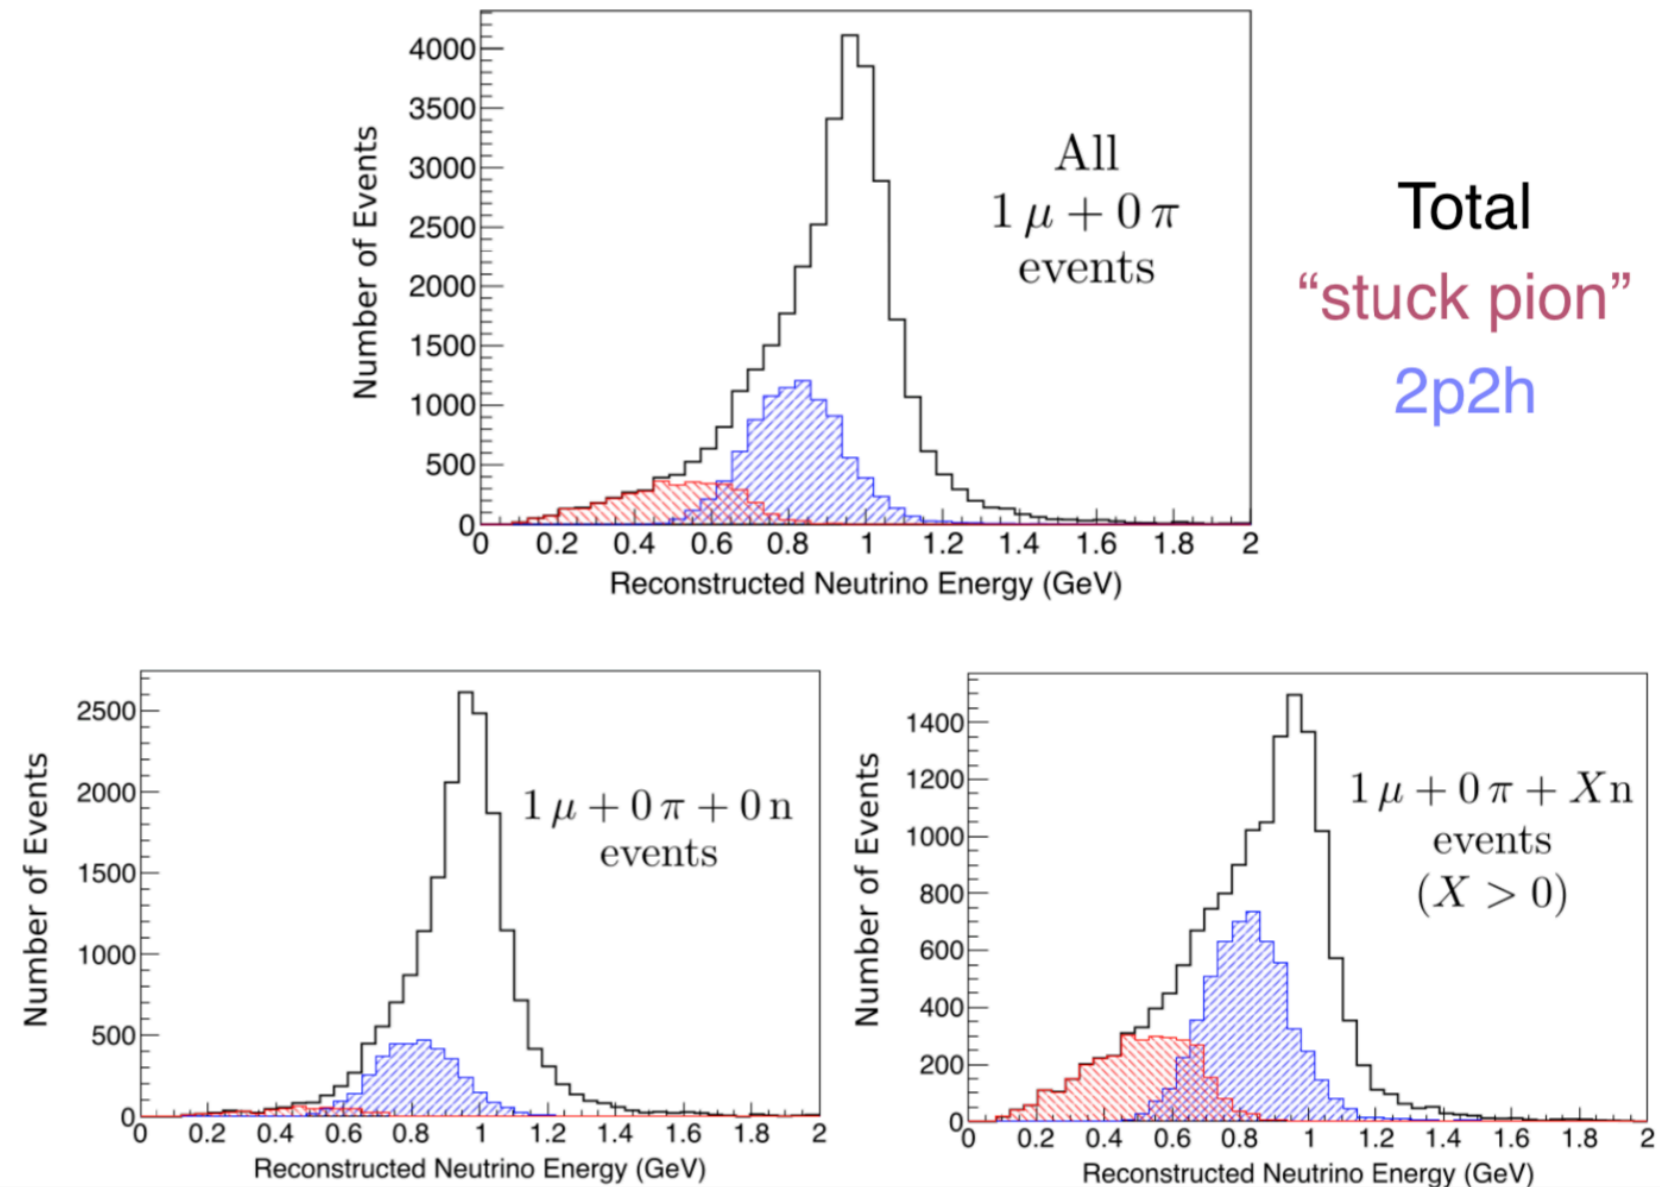 4000
3500
3000
2500
2000
1500
1000
500
0
Number of Events
0 0.2 0.4 0.6 0.8 1 1.2 1.4 1.6 1.8 2
Reconstructed Neutrino Energy (GeV)
All
1 μ + 0 π
events
Total
“stuck pion”
2p2h
2500
2000
1500
1000
500
0
Number of Events
0 0.2 0.4 0.6 0.8 1 1.2 1.4 1.6 1.8 2
Reconstructed Neutrino Energy (GeV)
1 μ + 0 π + 0 n
events
1400
1200
1000
800
600
400
200
0
Number of Events
0 0.2 0.4 0.6 0.8 1 1.2 1.4 1.6 1.8 2
Reconstructed Neutrino Energy (GeV)
1 μ + 0 π + X n
events
(X > 0)